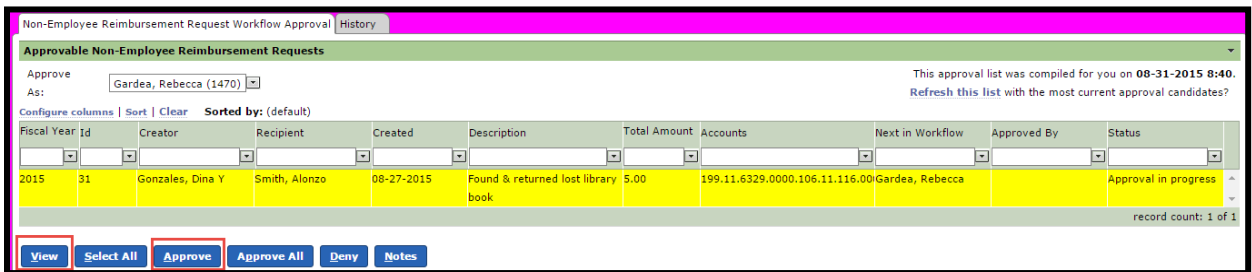 Non-Employee Reimbursement Request Workflow Approval History
Approvable Non-Employee Reimbursement Requests
Approve As: Gardea, Rebecca (1470)
This approval list was compiled for you on 08-31-2015 8:40.
Refresh this list with the most current approval candidates?
Configure columns | Sort | Clear Sorted by: (default)
Fiscal Year Id Creator Recipient Created Description Total Amount Accounts Next in Workflow Approved By Status
2015 31 Gonzales, Dina Y Smith, Alonzo 08-27-2015 Found & returned lost library book 5.00 199.11.6329.0000.106.11.116.00 Gardea, Rebecca Approval in progress
record count: 1 of 1
View Select All Approve Approve All Deny Notes